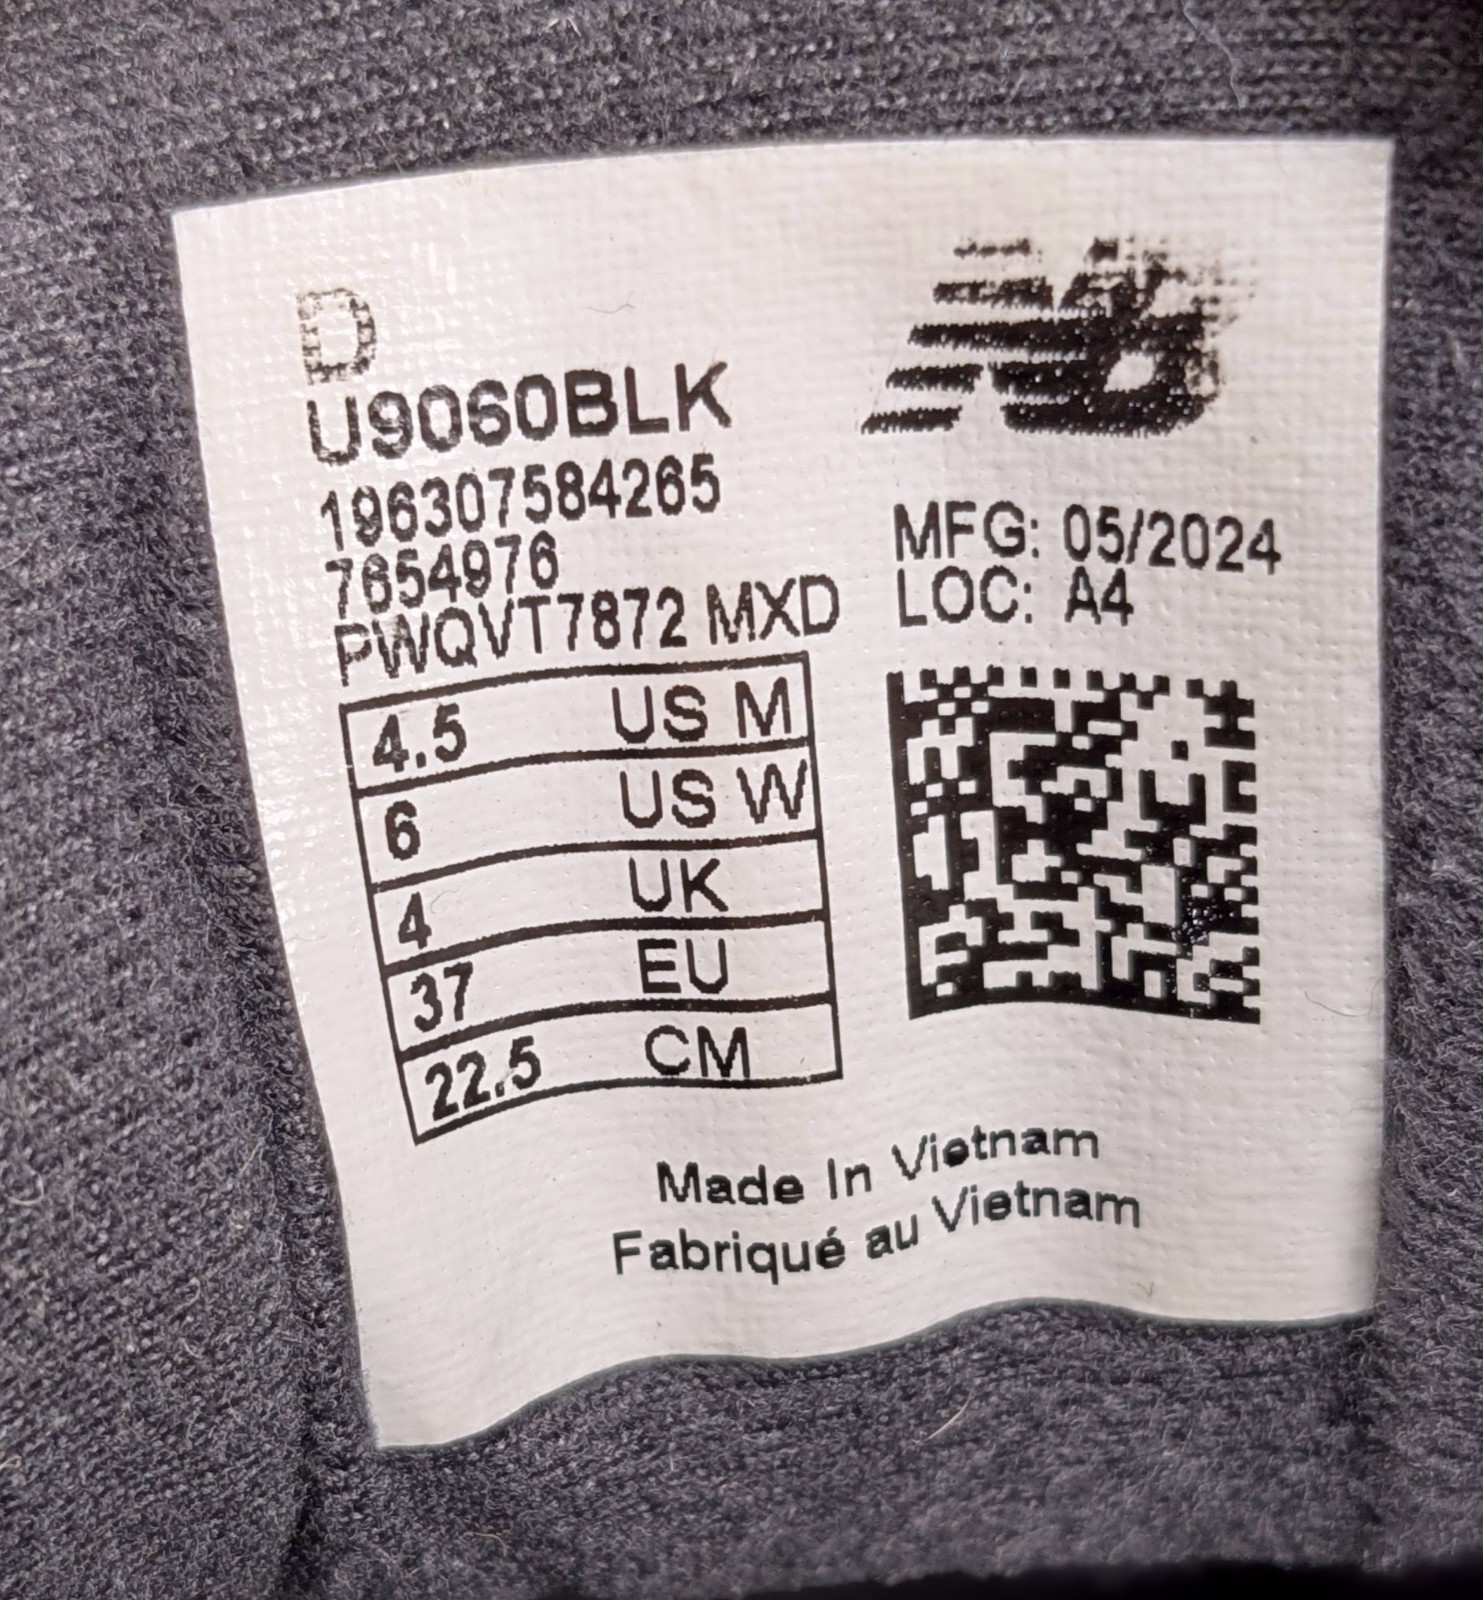 D
U9060BLK
196307584265
7654976
PWQVT7872 MXD
NB
MFG: 05/2024
LOC: A4
4.5 US M
6 US W
4 UK
37 EU
22.5 CM
Made In Vietnam
Fabriqué au Vietnam